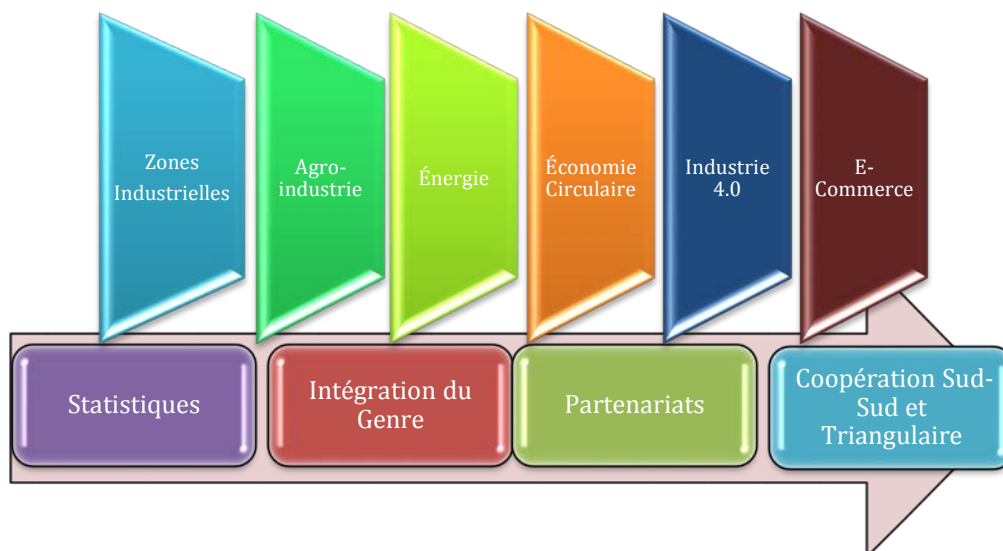 Zones
Industrielles
Agro-
industrie
Énergie
Économie
Circulaire
Industrie
4.0
E-
Commerce
Statistiques
Intégration du
Genre
Partenariats
Coopération Sud-
Sud et
Triangulaire